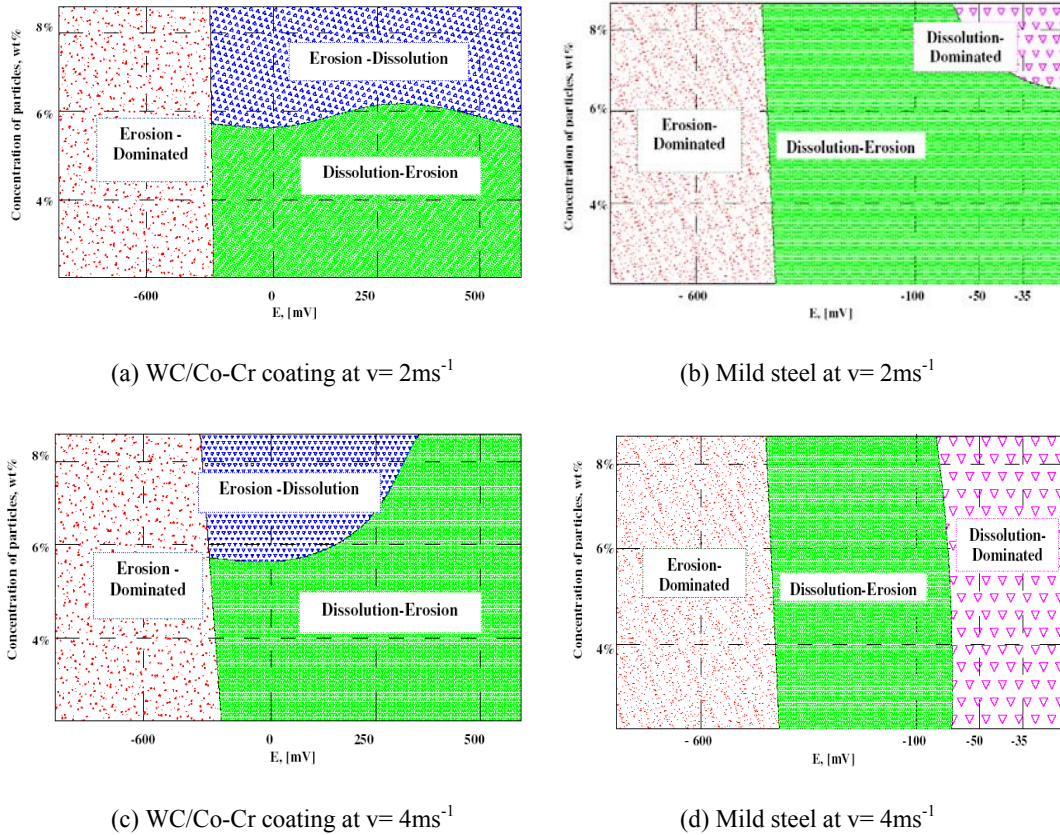 8%
6%
4%
Concentration of particles, wt%
Erosion -Dissolution
Erosion -
Dominated
Dissolution-Erosion
-600 0 250 500
E, [mV]
(a) WC/Co-Cr coating at v= 2ms-1
8%
6%
4%
Concentration of particles, wt%
Dissolution-
Dominated
Erosion-
Dominated
Dissolution-Erosion
- 600 -100 -50 -35
E, [mV]
(b) Mild steel at v= 2ms-1
8%
6%
4%
Concentration of particles, wt%
Erosion -Dissolution
Erosion -
Dominated
Dissolution-Erosion
-600 0 250 500
E, [mV]
(c) WC/Co-Cr coating at v= 4ms-1
8%
6%
4%
Concentration of particles, wt%
Dissolution-
Dominated
Erosion-
Dominated
Dissolution-Erosion
- 600 -100 -50 -35
E, [mV]
(d) Mild steel at v= 4ms-1